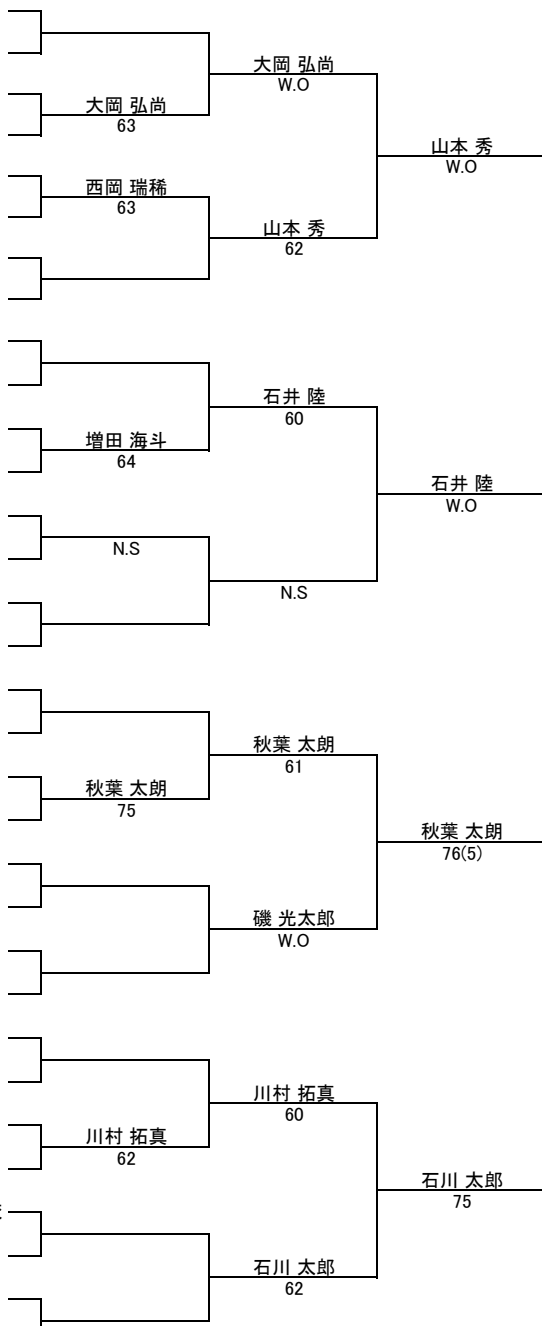 大岡 弘尚
W.O
大岡 弘尚
63
山本 秀
W.O
西岡 瑞稀
63
山本 秀
62
石井 陸
60
増田 海斗
64
石井 陸
W.O
N.S
N.S
秋葉 太朗
61
秋葉 太朗
75
秋葉 太朗
76(5)
磯 光太郎
W.O
川村 拓真
60
川村 拓真
62
石川 太郎
75
石川 太郎
62